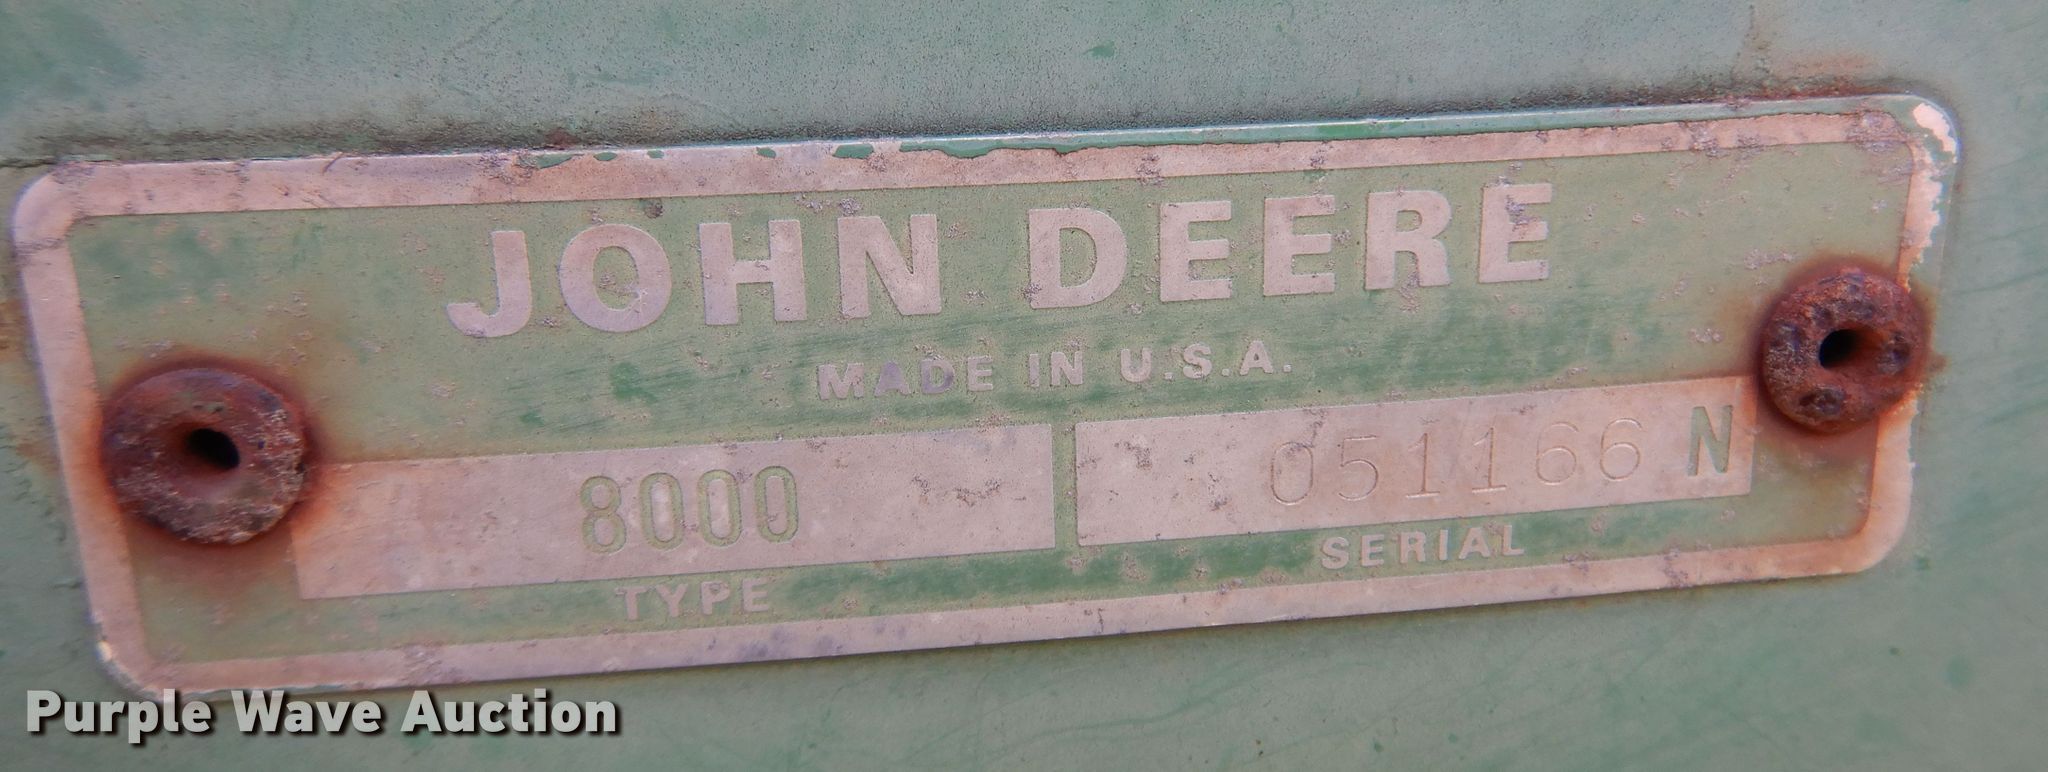 JOHN DEERE
MADE IN U.S.A.
8000 051166 N
TYPE SERIAL
Purple Wave Auction